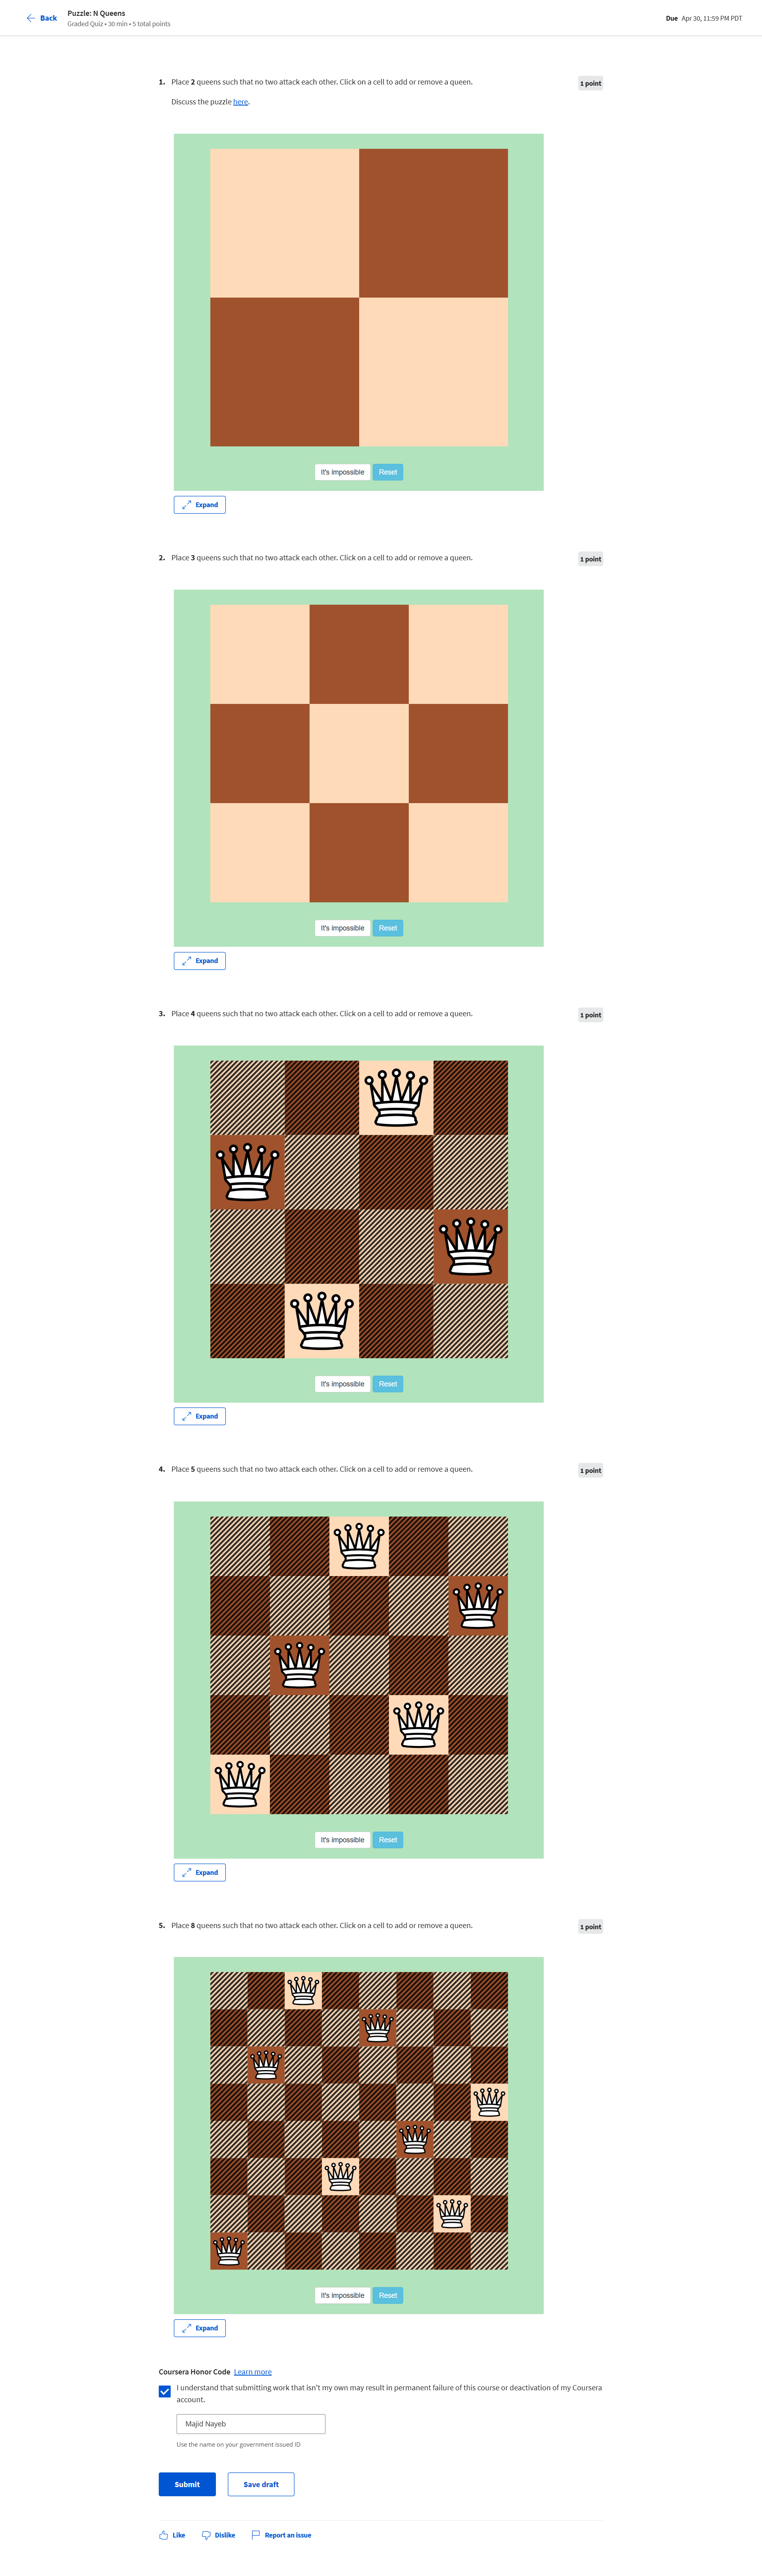 Back
Puzzle: N Queens
Graded Quiz • 30 min • 5 total points
Due Apr 30, 11:59 PM PDT
1. Place 2 queens such that no two attack each other. Click on a cell to add or remove a queen.
1 point
Discuss the puzzle here.
It's impossible Reset
Expand
2. Place 3 queens such that no two attack each other. Click on a cell to add or remove a queen.
1 point
It's impossible Reset
Expand
3. Place 4 queens such that no two attack each other. Click on a cell to add or remove a queen.
1 point
It's impossible Reset
Expand
4. Place 5 queens such that no two attack each other. Click on a cell to add or remove a queen.
1 point
It's impossible Reset
Expand
5. Place 8 queens such that no two attack each other. Click on a cell to add or remove a queen.
1 point
It's impossible Reset
Expand
Coursera Honor Code Learn more
I understand that submitting work that isn't my own may result in permanent failure of this course or deactivation of my Coursera
account.
Majid Nayeb
Use the name on your government issued ID
Submit Save draft
Like Dislike Report an issue